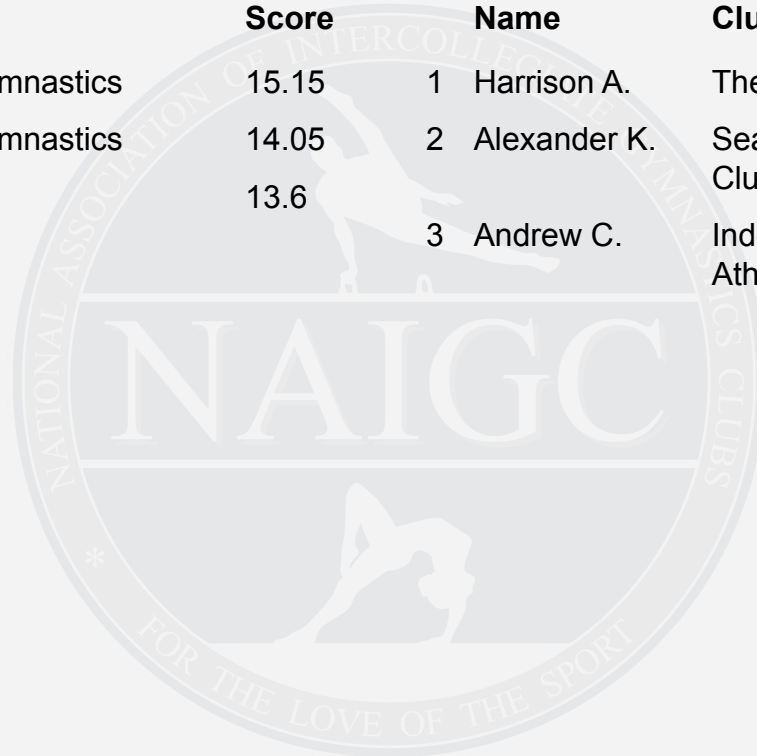 Score Name Clu
mnastics 15.15 1 Harrison A. The
mnastics 14.05 2 Alexander K. Sea
Clu
13.6
3 Andrew C. Ind
Ath
NATIONAL ASSOCIATION OF INTERCOLLEGIATE GYMNASTICS CLUBS
NAIGC
* FOR THE LOVE OF THE SPORT